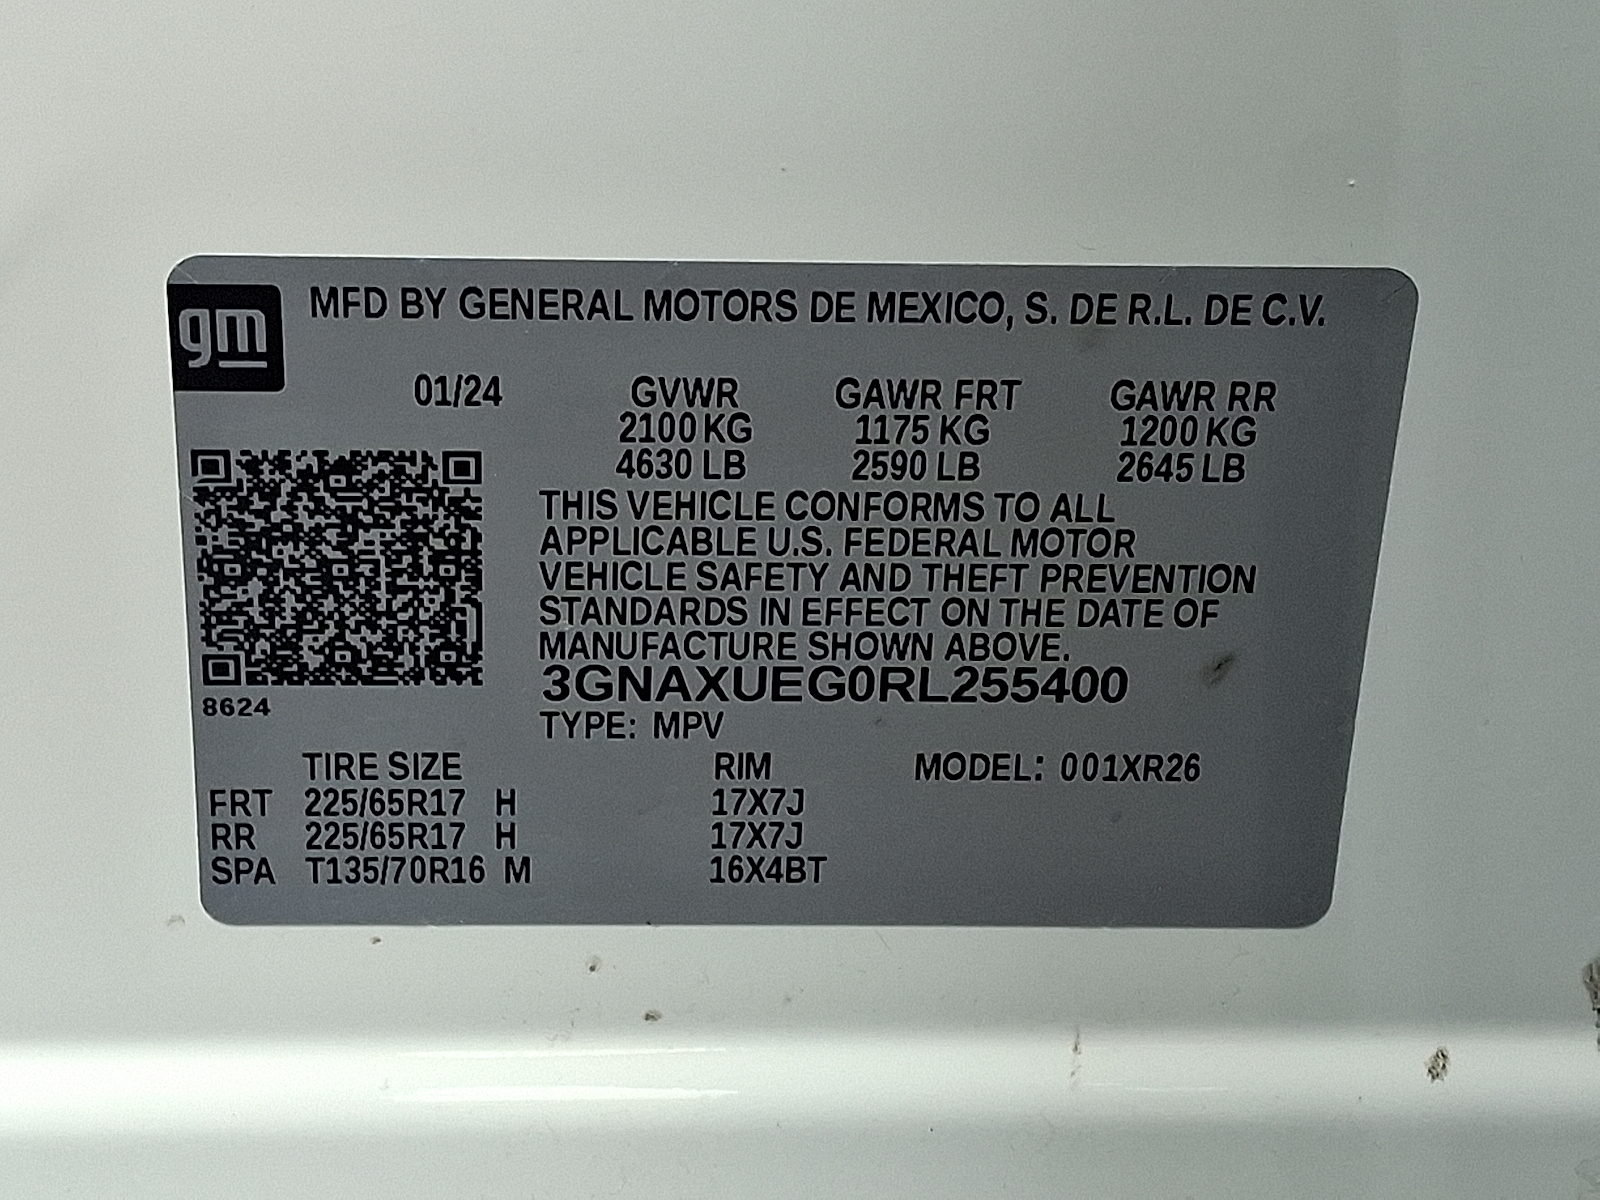 gm
MFD BY GENERAL MOTORS DE MEXICO, S. DE R.L. DE C.V.
01/24 GVWR GAWR FRT GAWR RR
2100 KG 1175 KG 1200 KG
4630 LB 2590 LB 2645 LB
THIS VEHICLE CONFORMS TO ALL
APPLICABLE U.S. FEDERAL MOTOR
VEHICLE SAFETY AND THEFT PREVENTION
STANDARDS IN EFFECT ON THE DATE OF
MANUFACTURE SHOWN ABOVE.
3GNAXUEG0RL255400
8624
TYPE: MPV
TIRE SIZE RIM MODEL: 001XR26
FRT 225/65R17 H 17X7J
RR 225/65R17 H 17X7J
SPA T135/70R16 M 16X4BT